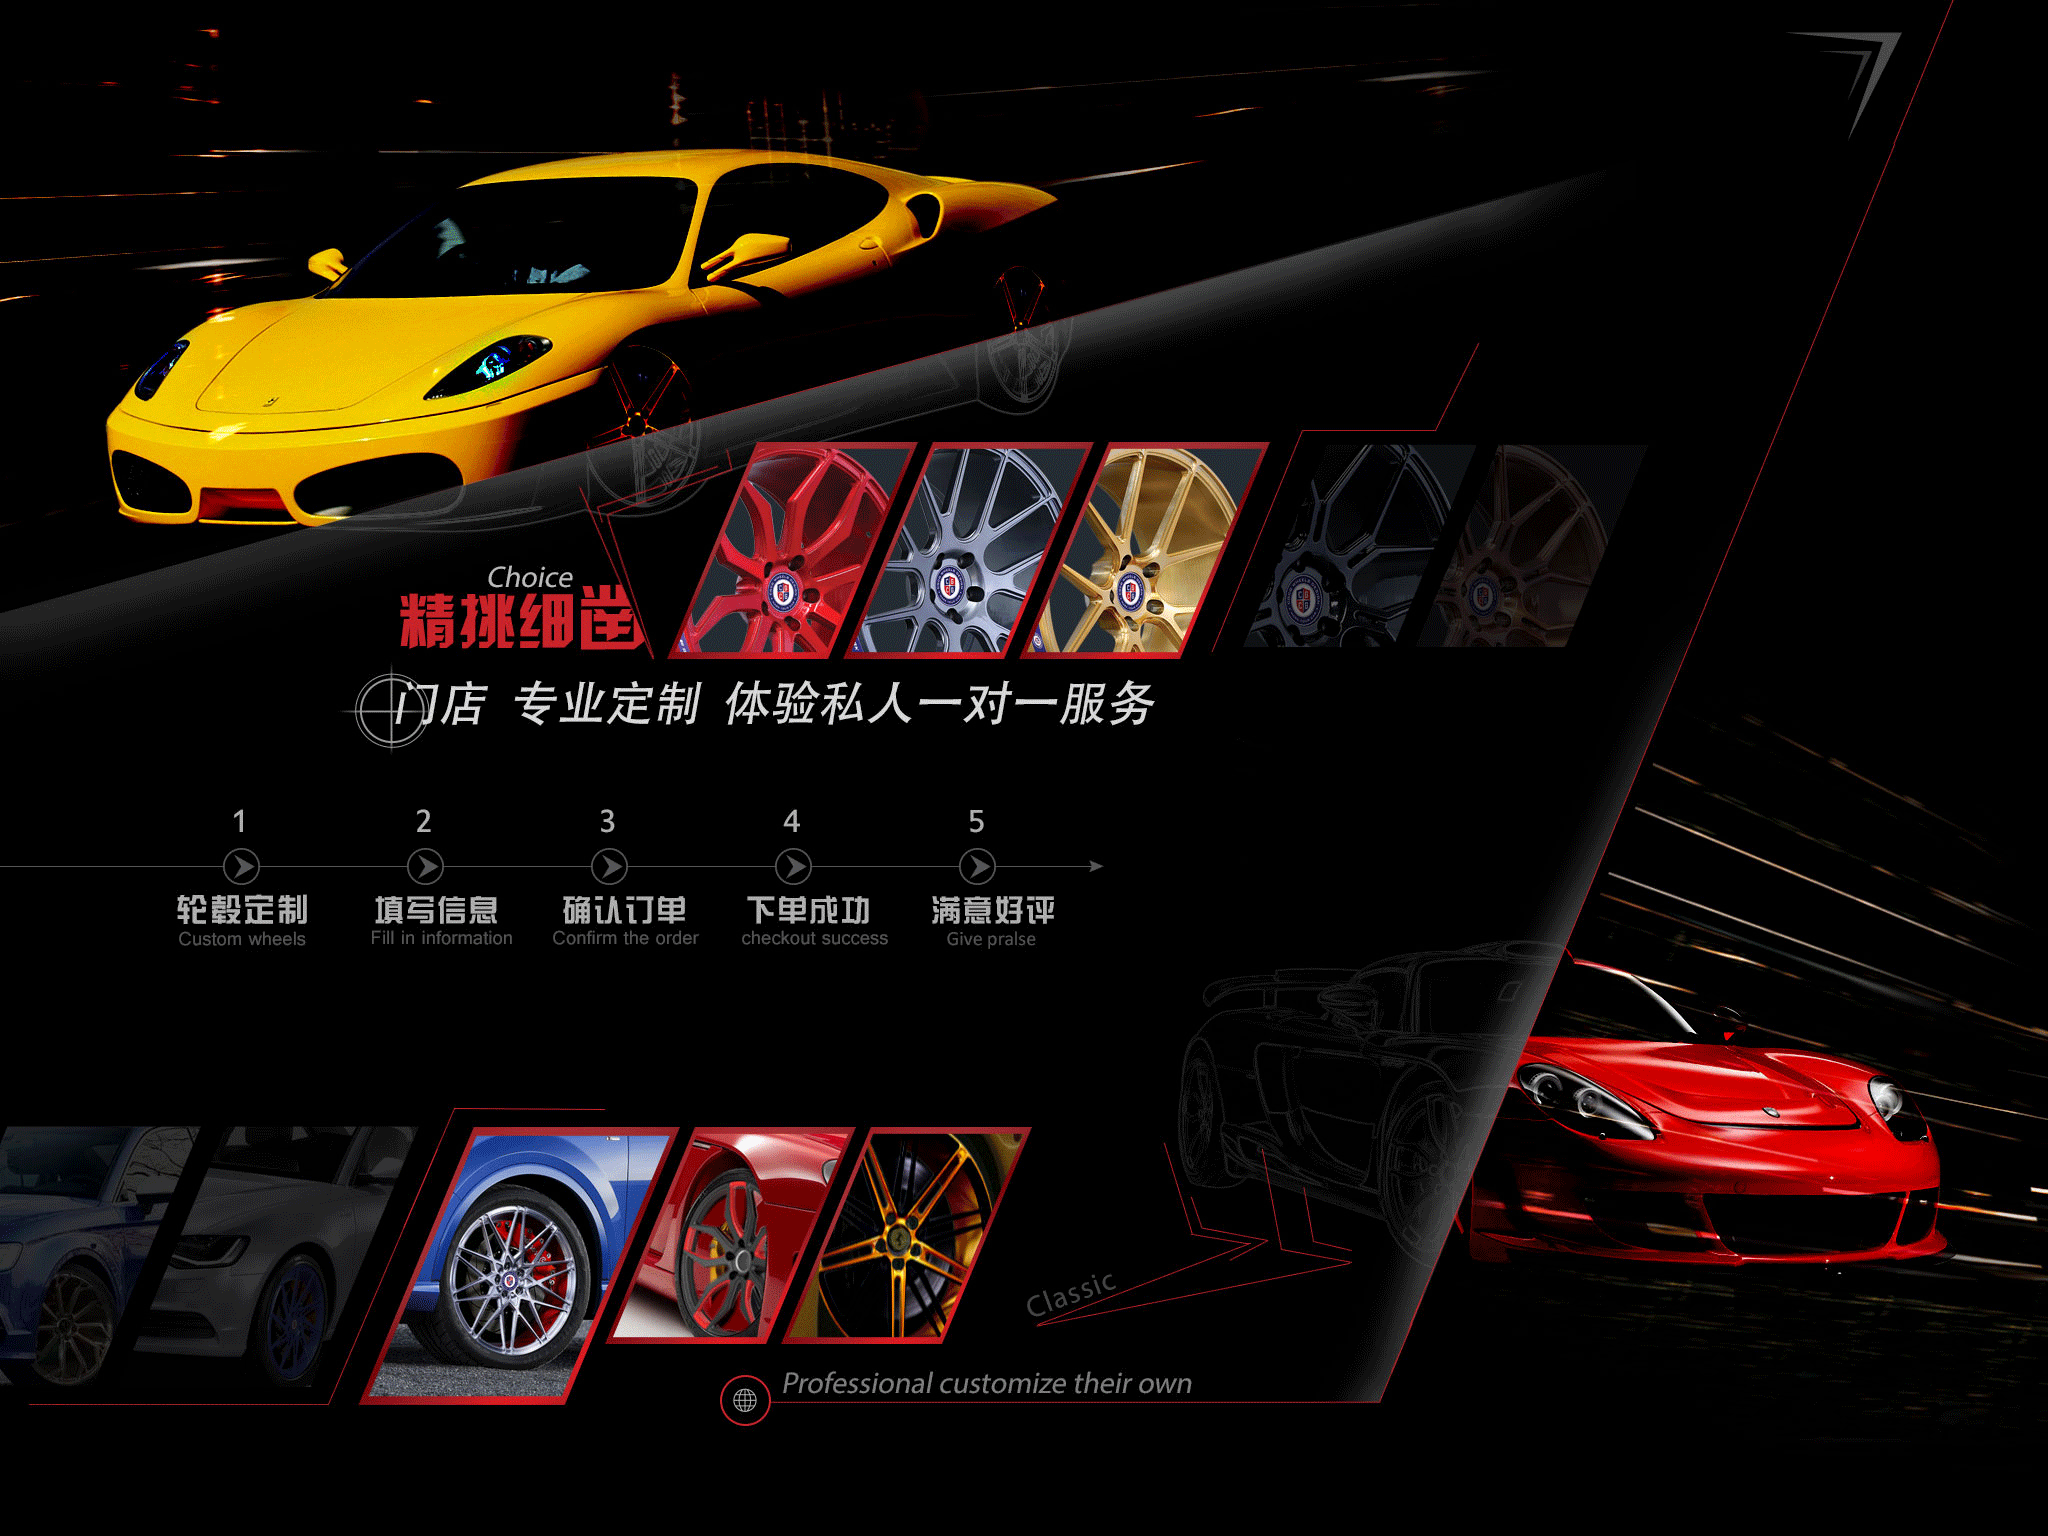 Choice
精挑细凿
门店 专业定制 体验私人一对一服务
1 2 3 4 5
轮毂定制 填写信息 确认订单 下单成功 满意好评
Custom wheels Fill in information Confirm the order checkout success Give pralse
Classic
Professional customize their own